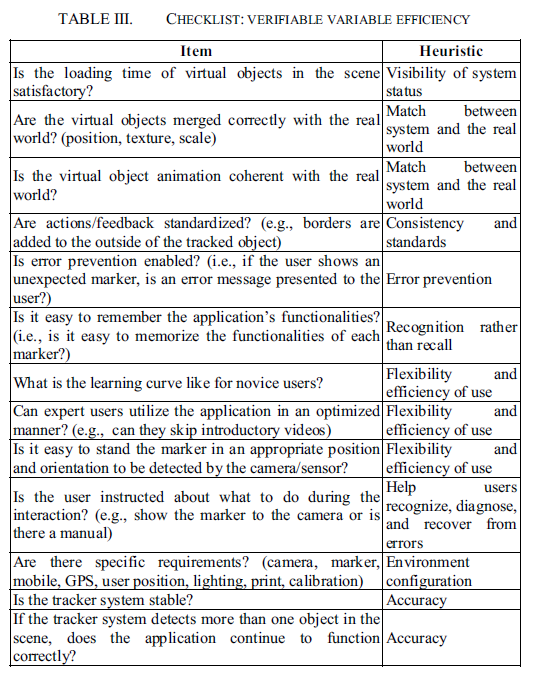 TABLE III. CHECKLIST: VERIFIABLE VARIABLE EFFICIENCY
Item
Heuristic
Is the loading time of virtual objects in the scene
satisfactory?
Visibility of system
status
Are the virtual objects merged correctly with the real
world? (position, texture, scale)
Match between
system and the real
world
Is the virtual object animation coherent with the real
world?
Match between
system and the real
world
Are actions/feedback standardized? (e.g., borders are
added to the outside of the tracked object)
Consistency and
standards
Is error prevention enabled? (i.e., if the user shows an
unexpected marker, is an error message presented to the
user?)
Error prevention
Is it easy to remember the application's functionalities?
(i.e., is it easy to memorize the functionalities of each
marker?)
Recognition rather
than recall
What is the learning curve like for novice users?
Flexibility and
efficiency of use
Can expert users utilize the application in an optimized
manner? (e.g., can they skip introductory videos)
Flexibility and
efficiency of use
Is it easy to stand the marker in an appropriate position
and orientation to be detected by the camera/sensor?
Flexibility and
efficiency of use
Is the user instructed about what to do during the
interaction? (e.g., show the marker to the camera or is
there a manual)
Help users
recognize, diagnose,
and recover from
errors
Are there specific requirements? (camera, marker,
mobile, GPS, user position, lighting, print, calibration)
Environment
configuration
Is the tracker system stable?
Accuracy
If the tracker system detects more than one object in the
scene, does the application continue to function
correctly?
Accuracy